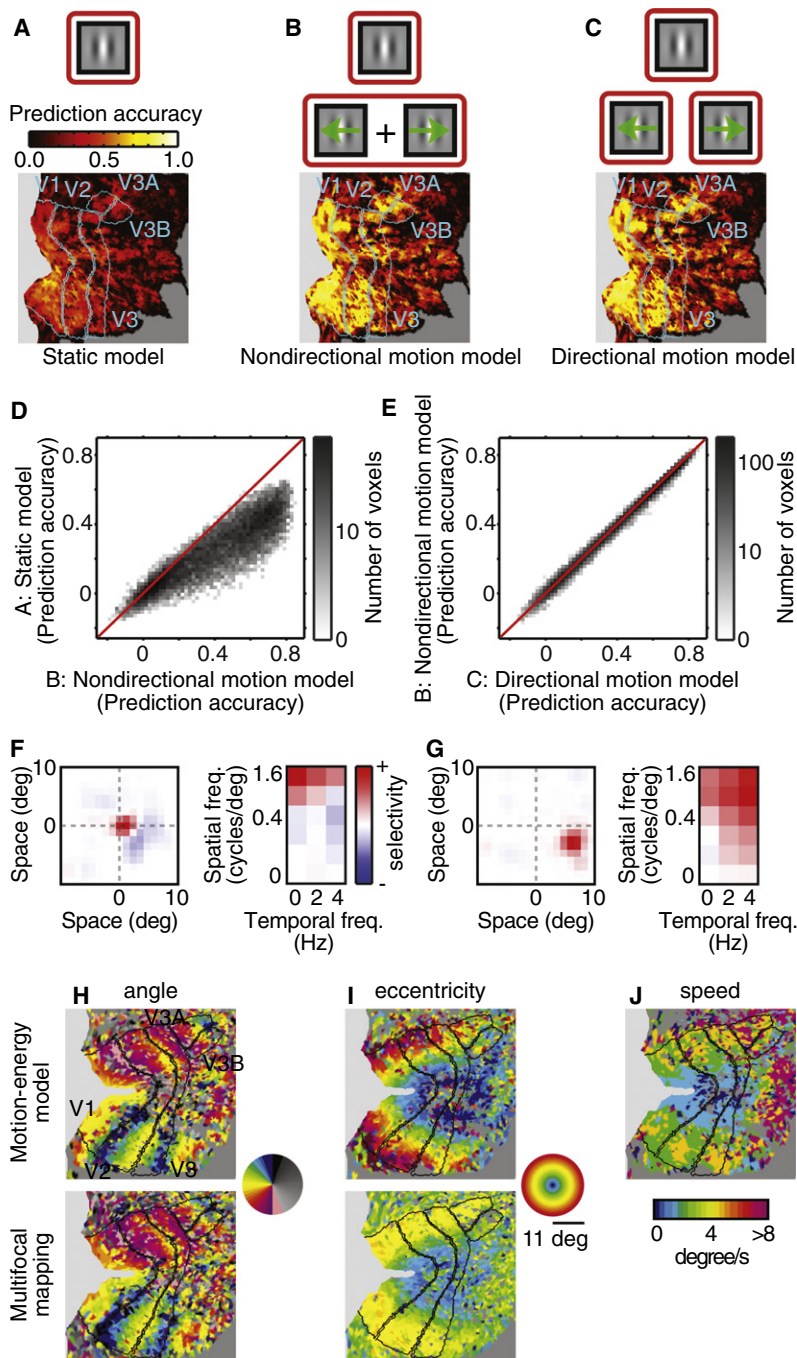 A
B
C
Prediction accuracy
0.0 0.5 1.0
+
V1 V2 V3A
V3B
V3
V1 V2 V3A
V3B
V3
V1 V2 V3A
V3B
V3
Static model
Nondirectional motion model
Directional motion model
D
0.8
0.4
0
A: Static model
(Prediction accuracy)
0 0.4 0.8
B: Nondirectional motion model
(Prediction accuracy)
10
0
Number of voxels
E
0.8
0.4
0
B: Nondirectional motion model
(Prediction accuracy)
0 0.4 0.8
C: Directional motion model
(Prediction accuracy)
100
10
0
Number of voxels
F
10
0
Space (deg)
0 10
Space (deg)
1.6
0.4
0
Spatial freq.
(cycles/deg)
0 2 4
Temporal freq.
(Hz)
+
selectivity
-
G
10
0
Space (deg)
0 10
Space (deg)
1.6
0.4
0
Spatial freq.
(cycles/deg)
0 2 4
Temporal freq.
(Hz)
H angle
I eccentricity
J speed
Motion-energy
model
V3A
V3B
V1
V2 V3
11 deg
0 4 >8
degree/s
Multifocal
mapping